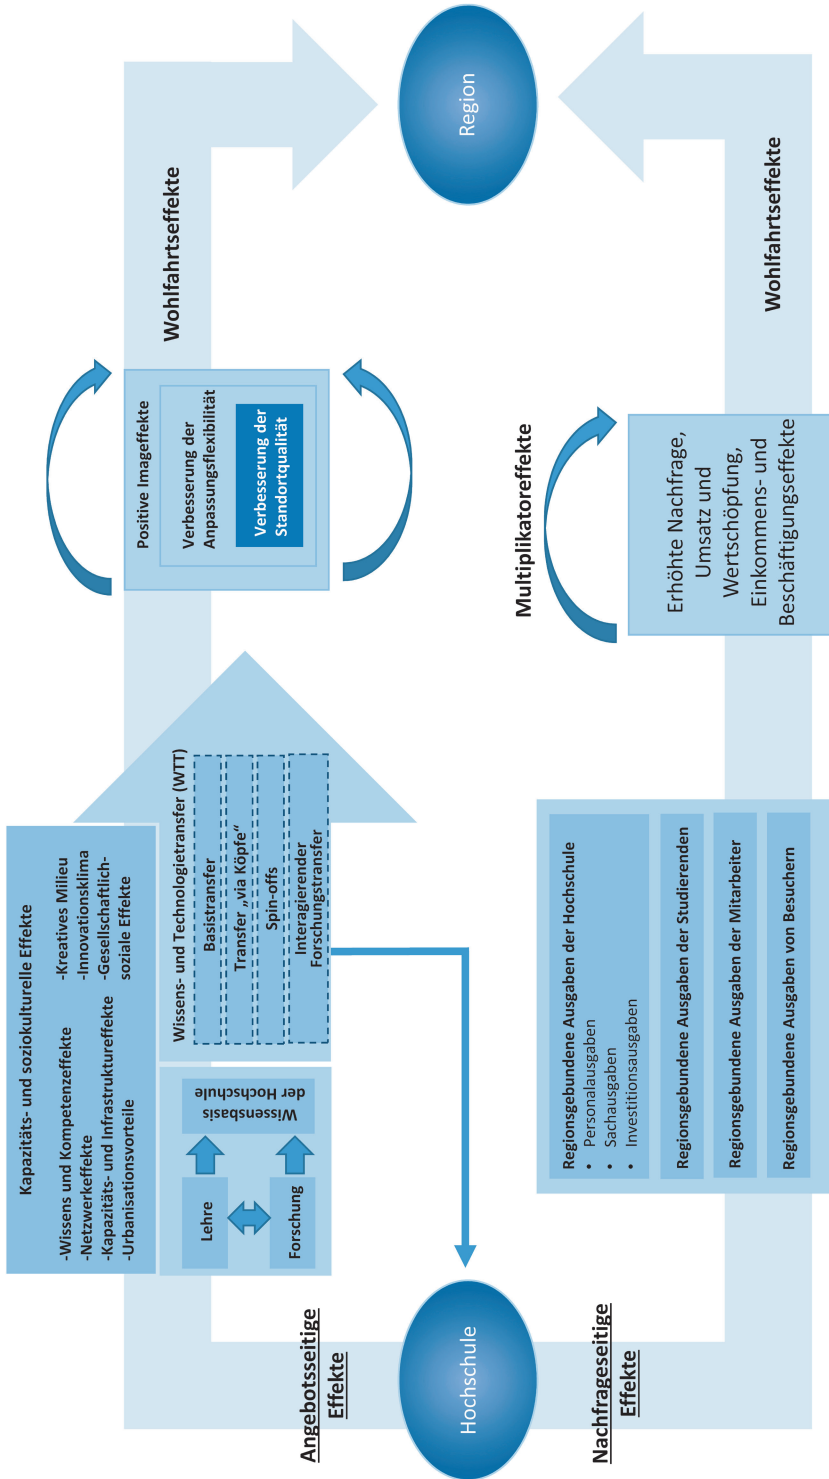 Kapazitäts- und soziokulturelle Effekte
-Wissens und Kompetenzeffekte
-Netzwerkeffekte
-Kapazitäts- und Infrastruktureffekte
-Urbanisationsvorteile
-Kreatives Milieu
-Innovationsklima
-Gesellschaftlich-
soziale Effekte
Lehre
Forschung
Wissensbasis
der Hochschule
Wissens- und Technologietransfer (WTT)
Basistransfer
Transfer „via Köpfe“
Spin-offs
Interagierender
Forschungstransfer
Positive Imageffekte
Verbesserung der
Anpassungsflexibilität
Verbesserung der
Standortqualität
Wohlfahrtseffekte
Angebotsseitige
Effekte
Hochschule
Region
Nachfrageseitige
Effekte
Multiplikatoreffekte
Regionsgebundene Ausgaben der Hochschule
• Personalausgaben
• Sachausgaben
• Investitionsausgaben
Regionsgebundene Ausgaben der Studierenden
Regionsgebundene Ausgaben der Mitarbeiter
Regionsgebundene Ausgaben von Besuchern
Erhöhte Nachfrage,
Umsatz und
Wertschöpfung,
Einkommens- und
Beschäftigungseffekte
Wohlfahrtseffekte